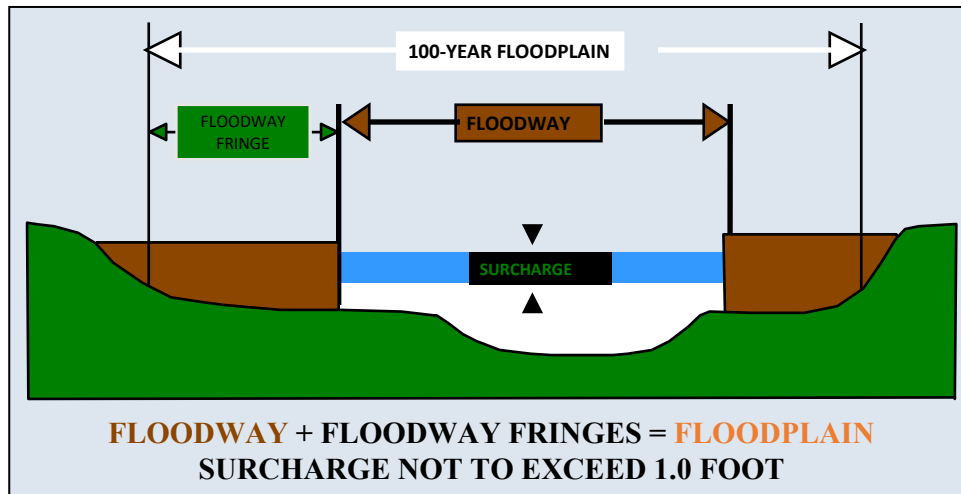 100-YEAR FLOODPLAIN
FLOODWAY
FRINGE
FLOODWAY
SURCHARGE
FLOODWAY + FLOODWAY FRINGES = FLOODPLAIN
SURCHARGE NOT TO EXCEED 1.0 FOOT